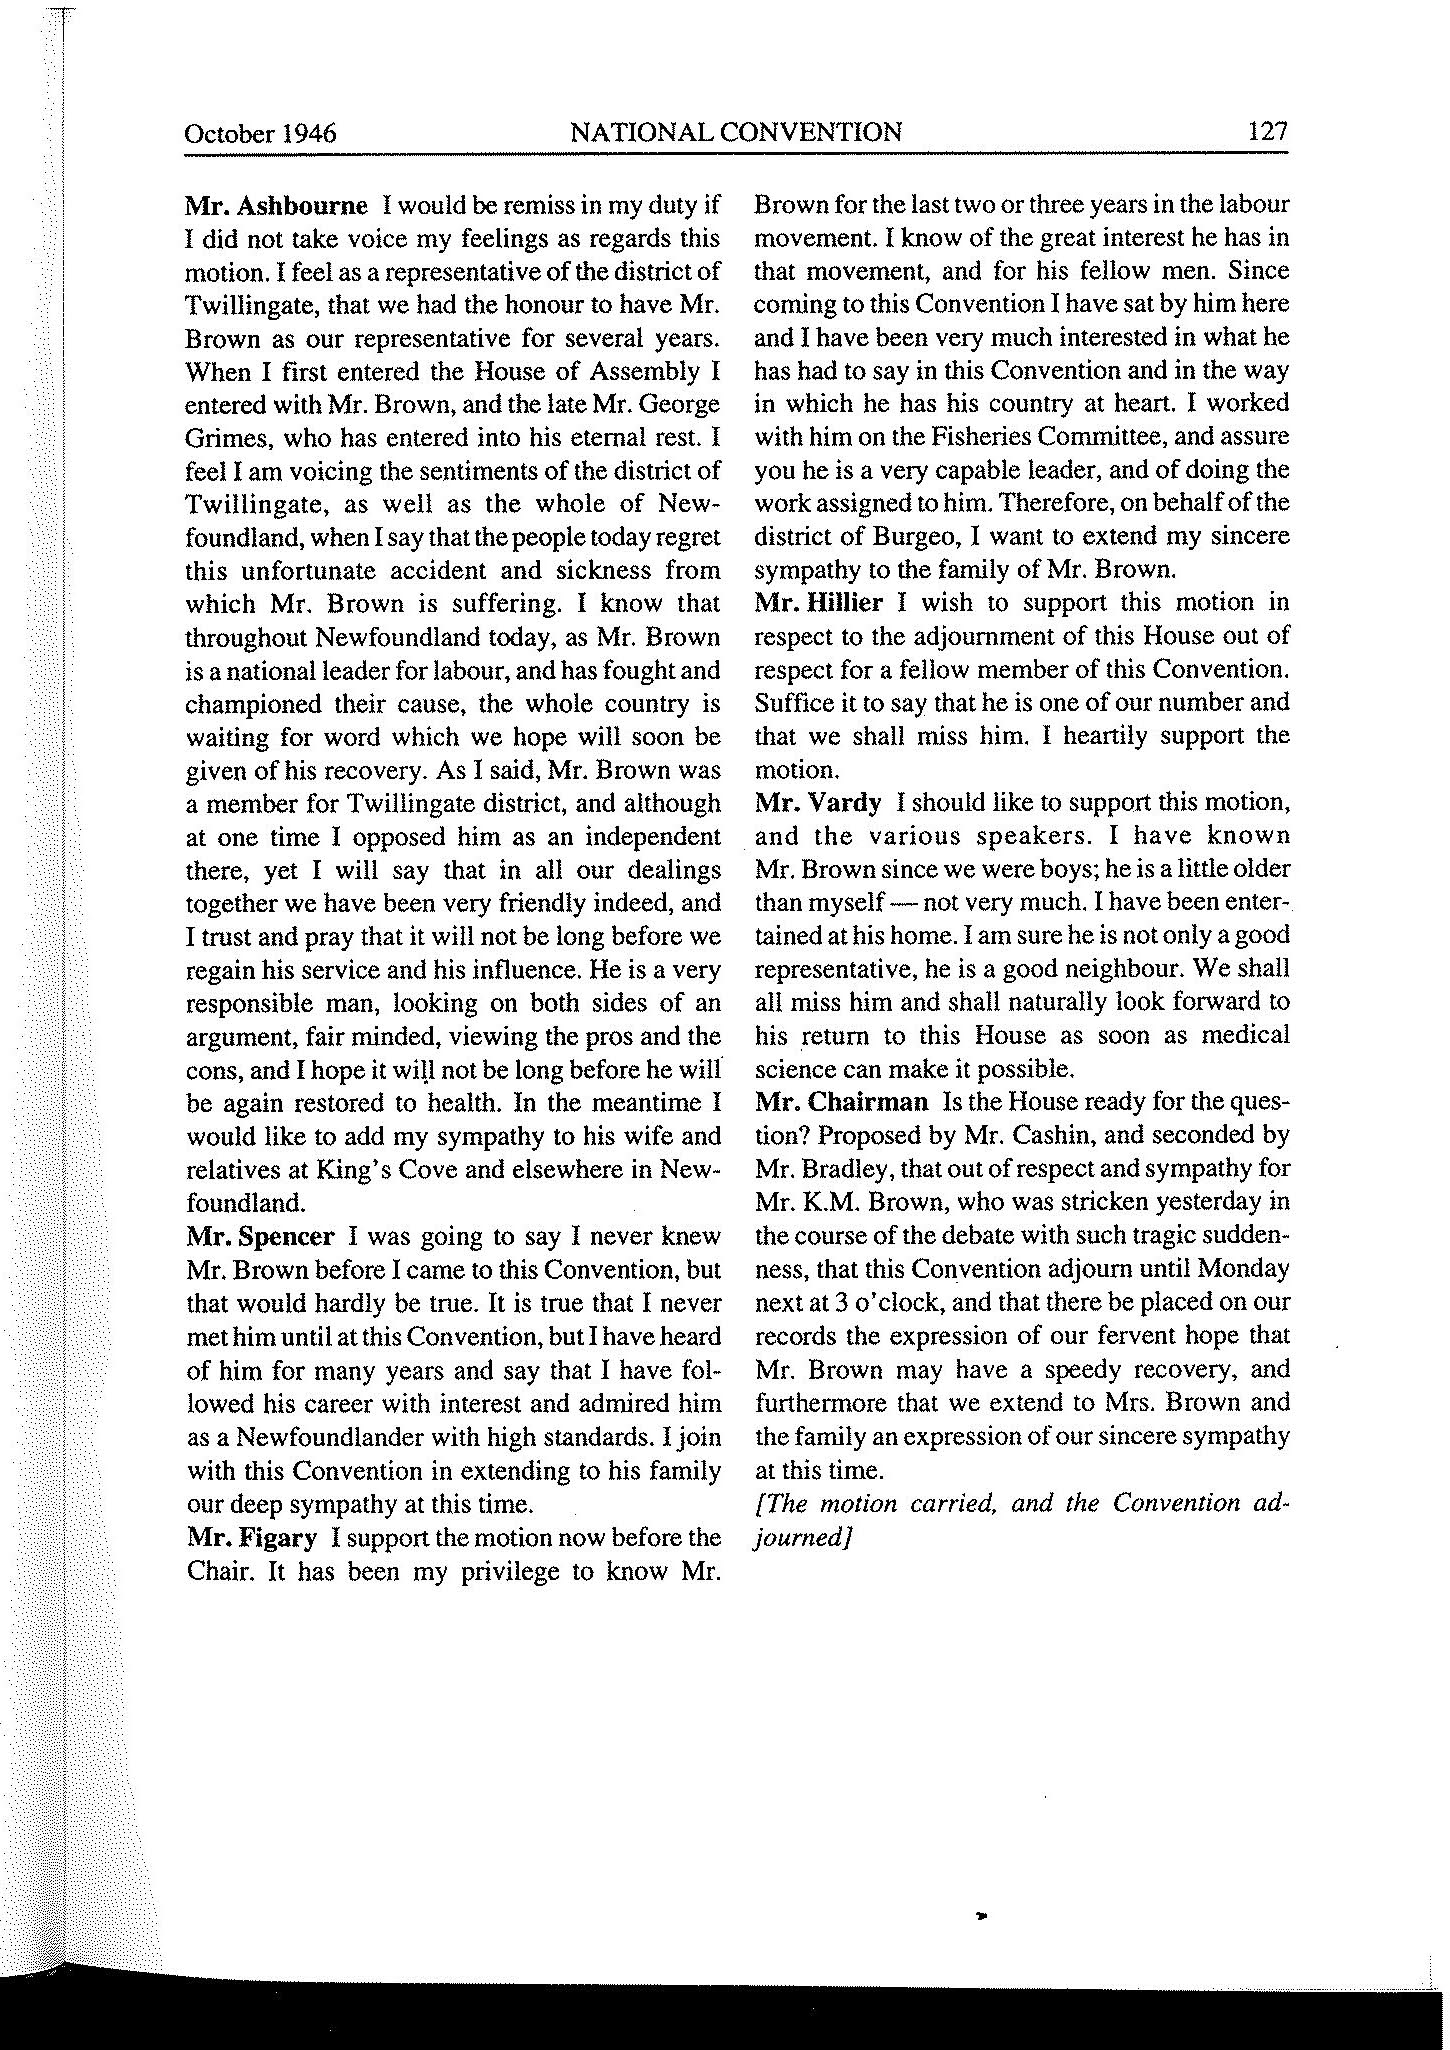 October 1946 NATIONAL CONVENTION 127
Mr. Ashbourne I would be remiss in my duty if
I did not take voice my feelings as regards this
motion. I feel as a representative of the district of
Twillingate, that we had the honour to have Mr.
Brown as our representative for several years.
When I first entered the House of Assembly I
entered with Mr. Brown, and the late Mr. George
Grimes, who has entered into his eternal rest. I
feel I am voicing the sentiments of the district of
Twillingate, as well as the whole of New-
foundland, when I say that the people today regret
this unfortunate accident and sickness from
which Mr. Brown is suffering. I know that
throughout Newfoundland today, as Mr. Brown
is a national leader for labour, and has fought and
championed their cause, the whole country is
waiting for word which we hope will soon be
given of his recovery. As I said, Mr. Brown was
a member for Twillingate district, and although
at one time I opposed him as an independent
there, yet I will say that in all our dealings
together we have been very friendly indeed, and
I trust and pray that it will not be long before we
regain his service and his influence. He is a very
responsible man, looking on both sides of an
argument, fair minded, viewing the pros and the
cons, and I hope it will not be long before he will
be again restored to health. In the meantime I
would like to add my sympathy to his wife and
relatives at King's Cove and elsewhere in New-
foundland.
Mr. Spencer I was going to say I never knew
Mr. Brown before I came to this Convention, but
that would hardly be true. It is true that I never
met him until at this Convention, but I have heard
of him for many years and say that I have fol-
lowed his career with interest and admired him
as a Newfoundlander with high standards. I join
with this Convention in extending to his family
our deep sympathy at this time.
Mr. Figary I support the motion now before the
Chair. It has been my privilege to know Mr.
Brown for the last two or three years in the labour
movement. I know of the great interest he has in
that movement, and for his fellow men. Since
coming to this Convention I have sat by him here
and I have been very much interested in what he
has had to say in this Convention and in the way
in which he has his country at heart. I worked
with him on the Fisheries Committee, and assure
you he is a very capable leader, and of doing the
work assigned to him. Therefore, on behalf of the
district of Burgeo, I want to extend my sincere
sympathy to the family of Mr. Brown.
Mr. Hillier I wish to support this motion in
respect to the adjournment of this House out of
respect for a fellow member of this Convention.
Suffice it to say that he is one of our number and
that we shall miss him. I heartily support the
motion.
Mr. Vardy I should like to support this motion,
and the various speakers. I have known
Mr. Brown since we were boys; he is a little older
than myself — not very much. I have been enter-
tained at his home. I am sure he is not only a good
representative, he is a good neighbour. We shall
all miss him and shall naturally look forward to
his return to this House as soon as medical
science can make it possible.
Mr. Chairman Is the House ready for the ques-
tion? Proposed by Mr. Cashin, and seconded by
Mr. Bradley, that out of respect and sympathy for
Mr. K.M. Brown, who was stricken yesterday in
the course of the debate with such tragic sudden-
ness, that this Convention adjourn until Monday
next at 3 o'clock, and that there be placed on our
records the expression of our fervent hope that
Mr. Brown may have a speedy recovery, and
furthermore that we extend to Mrs. Brown and
the family an expression of our sincere sympathy
at this time.
[The motion carried, and the Convention ad-
journed]